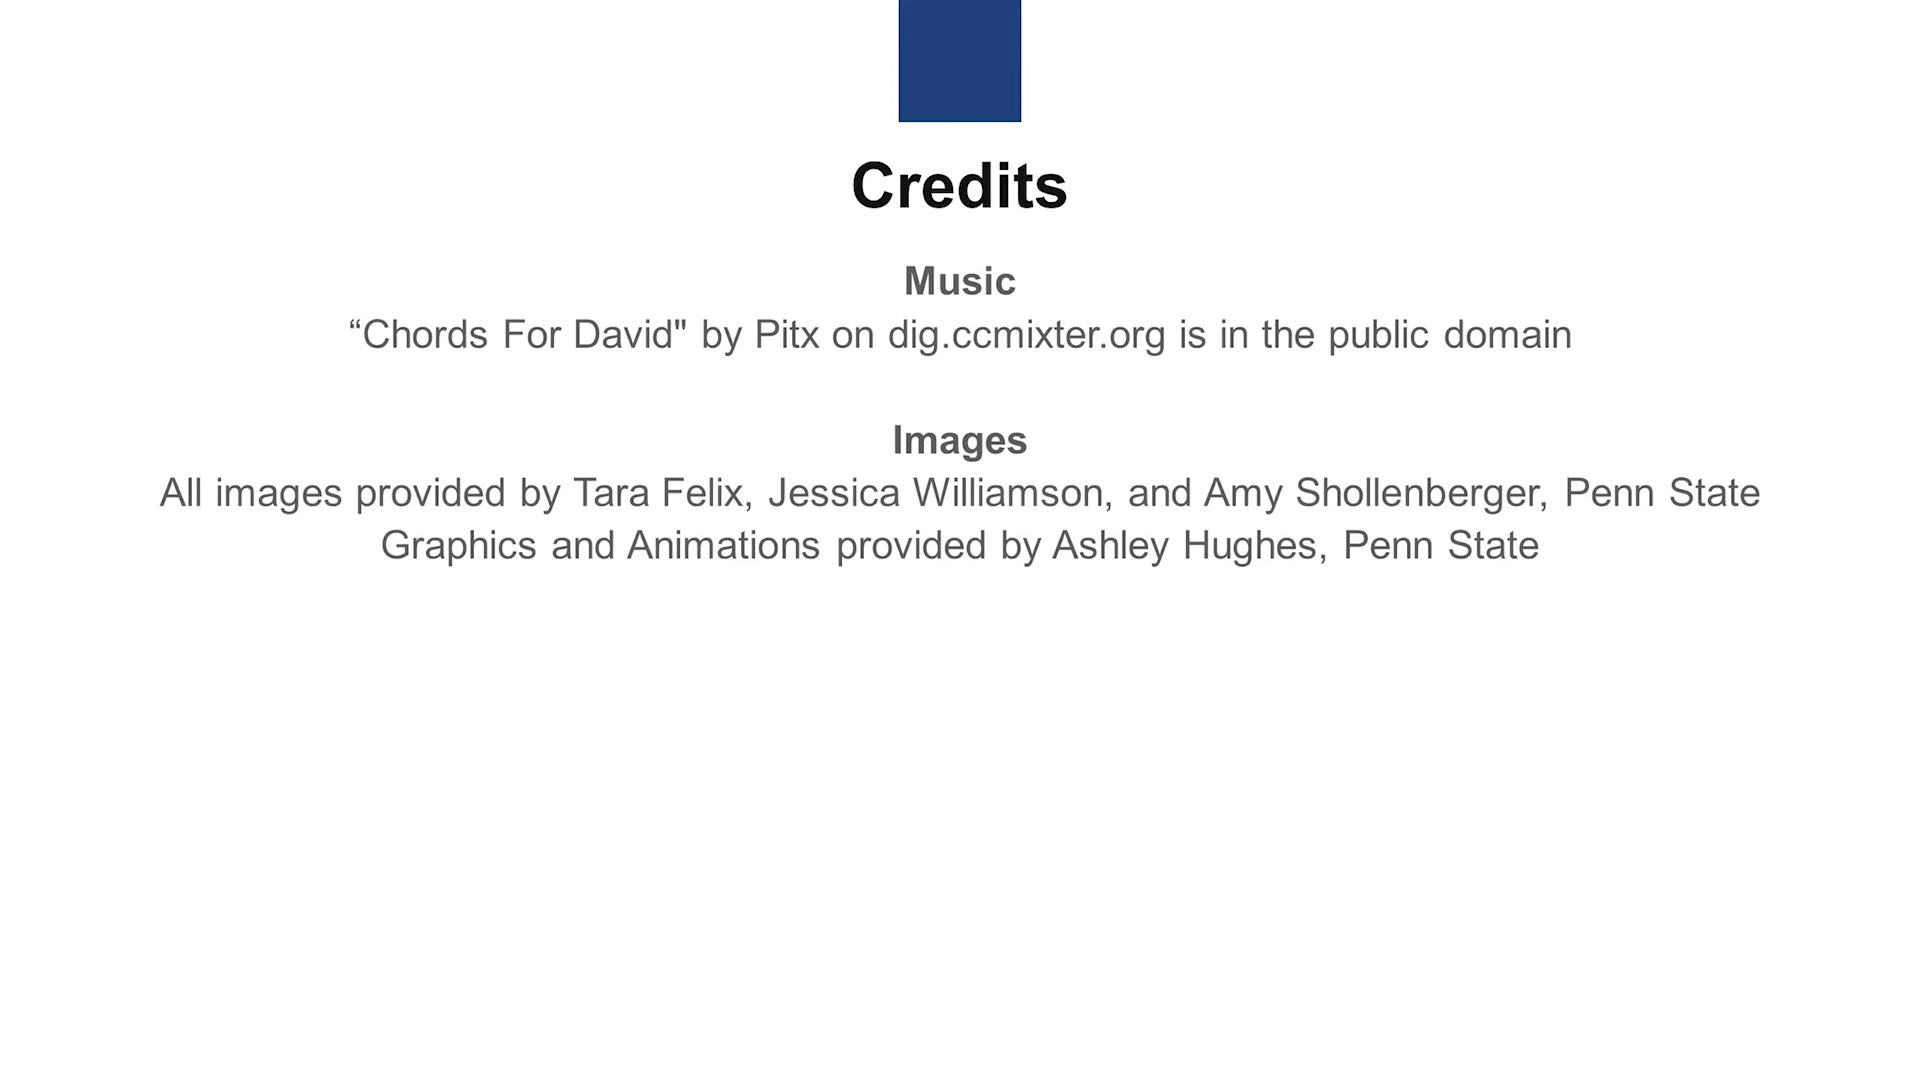 Credits
Music
“Chords For David" by Pitx on dig.ccmixter.org is in the public domain
Images
All images provided by Tara Felix, Jessica Williamson, and Amy Shollenberger, Penn State
Graphics and Animations provided by Ashley Hughes, Penn State